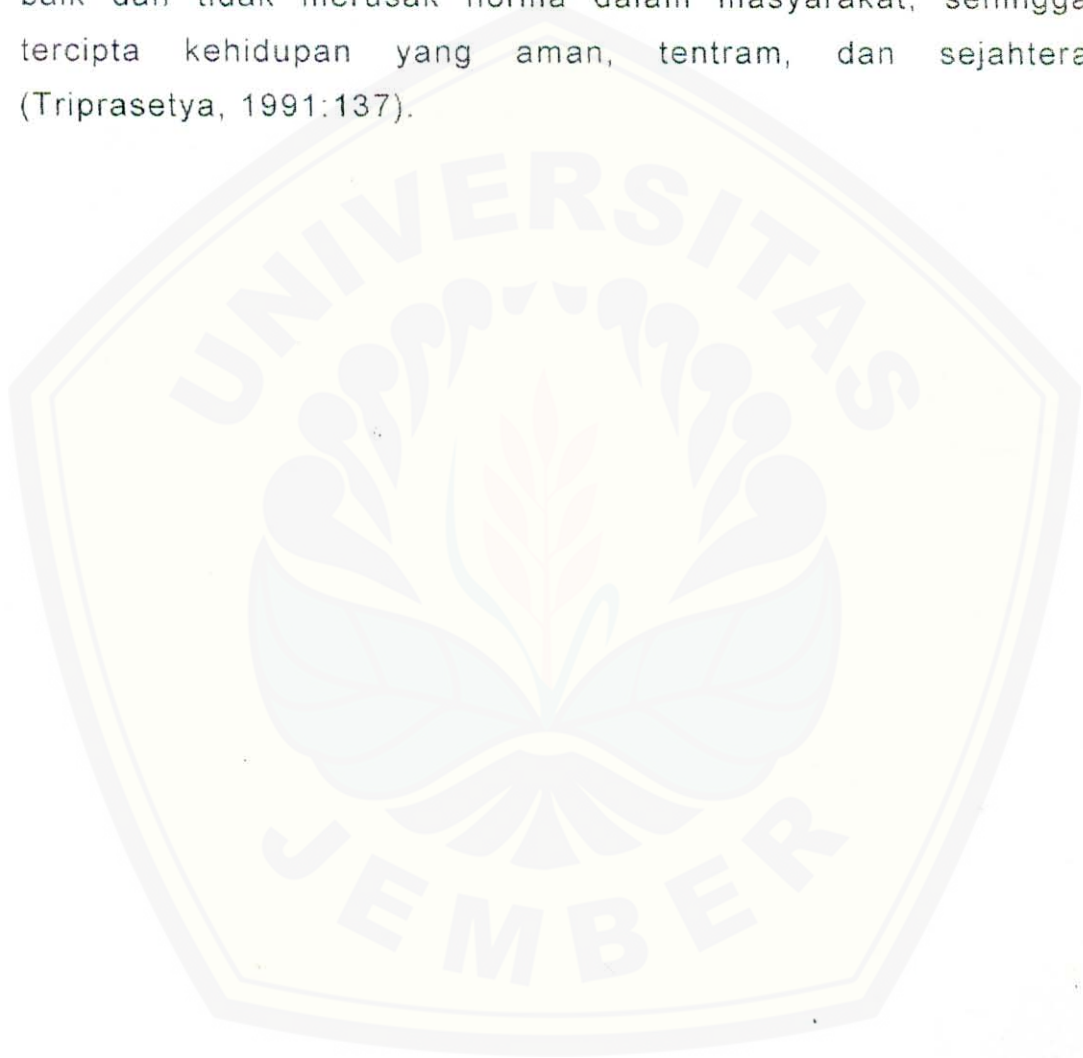 baik dan tidak merusak norma dalam masyarakat, sehingga
tercipta kehidupan yang aman, tentram, dan sejahtera
(Triprasetya, 1991:137).
UNIVERSITAS
JEMBER